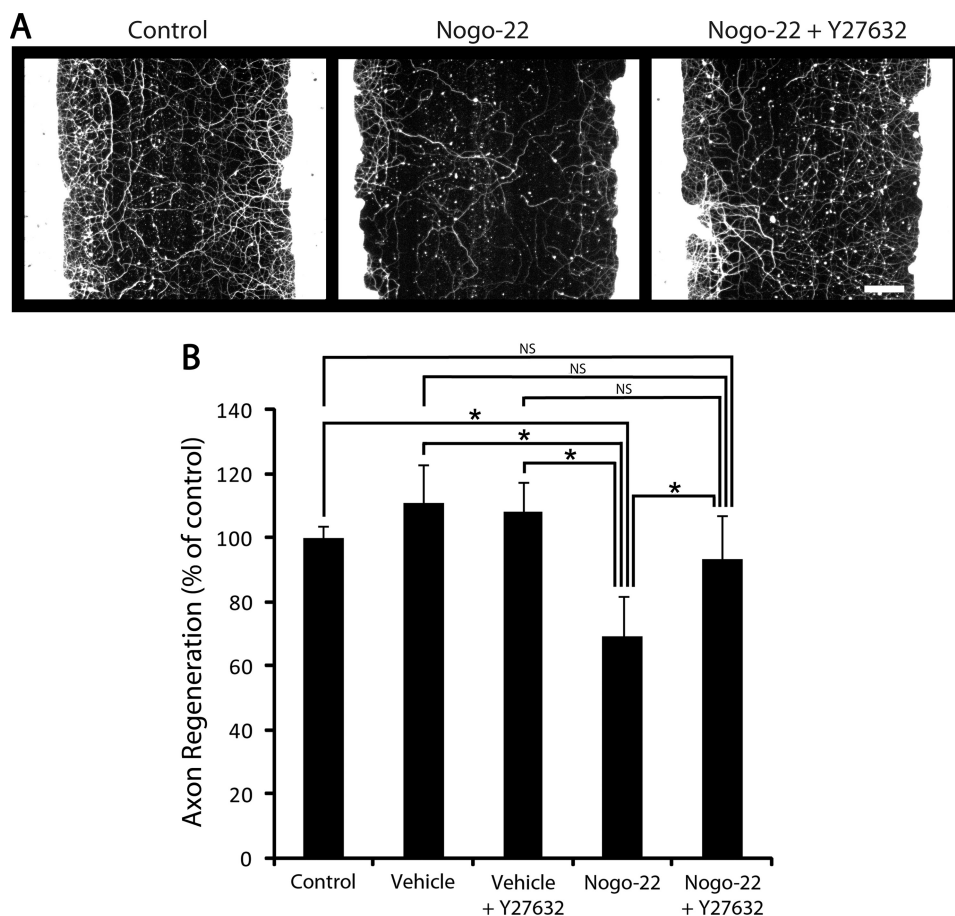 A
Control
Nogo-22
Nogo-22 + Y27632
B
NS
NS
NS
*
*
*
*
Axon Regeneration (% of control)
140
120
100
80
60
40
20
0
Control
Vehicle
Vehicle
+ Y27632
Nogo-22
Nogo-22
+ Y27632